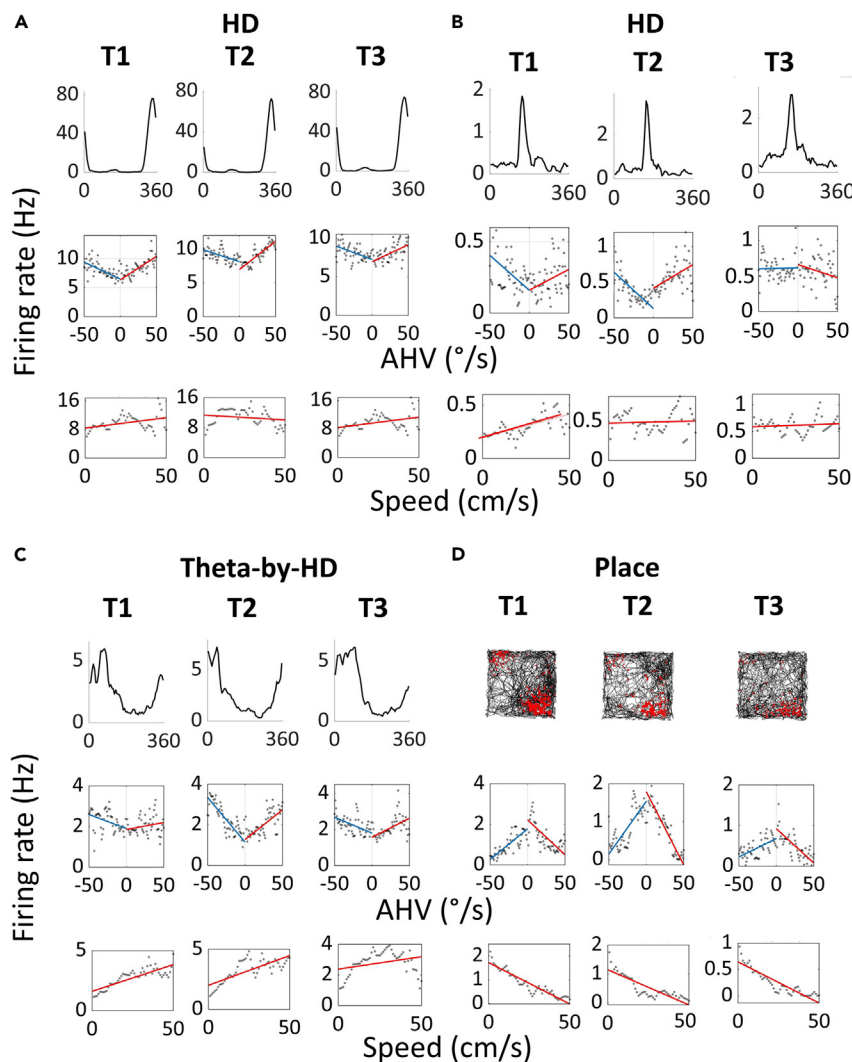 A
HD
T1 T2 T3
80 80 80
40 40 40
0 0 0
0 360 0 360 0 360
10 10 10
5 5 5
0 0 0
-50 0 50 -50 0 50 -50 0 50
16 16 16
8 8 8
0 0 0
0 50 0 50 0 50
B
HD
T1 T2 T3
2
1 2 2
0 0 0
0 360 0 360 0 360
0.5 1 1
0.5 0.5
0 0 0
-50 0 50 -50 0 50 -50 0 50
0.5 0.5 1
0.5
0 0 0
0 50 0 50 0 50
Firing rate (Hz)
AHV (°/s)
Speed (cm/s)
C
Theta-by-HD
T1 T2 T3
5 5 5
0 0 0
0 360 0 360 0 360
4 4 4
2 2 2
0 0 0
-50 0 50 -50 0 50 -50 0 50
5 5 4
2
0 0 0
0 50 0 50 0 50
D
Place
T1 T2 T3
4 2 2
2 1 1
0 0 0
-50 0 50 -50 0 50 -50 0 50
2 2 1
1 1 0.5
0 0 0
0 50 0 50 0 50
Firing rate (Hz)
AHV (°/s)
Speed (cm/s)